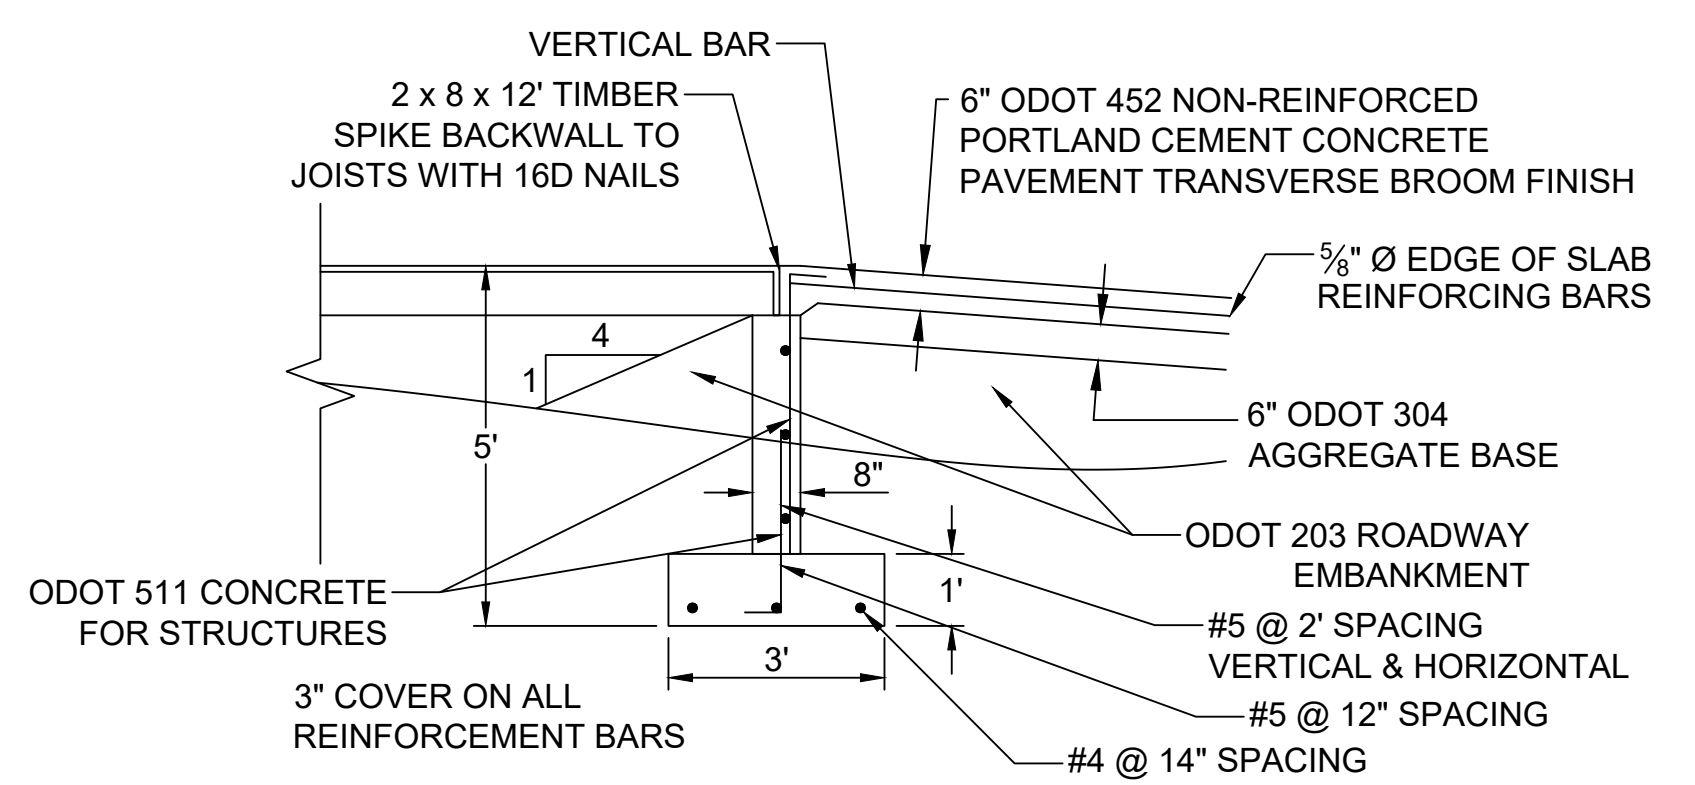 VERTICAL BAR
2 x 8 x 12' TIMBER
SPIKE BACKWALL TO
JOISTS WITH 16D NAILS
6" ODOT 452 NON-REINFORCED
PORTLAND CEMENT CONCRETE
PAVEMENT TRANSVERSE BROOM FINISH
⅝" Ø EDGE OF SLAB
REINFORCING BARS
4
1
5'
8"
6" ODOT 304
AGGREGATE BASE
ODOT 203 ROADWAY
EMBANKMENT
ODOT 511 CONCRETE
FOR STRUCTURES
1'
3'
#5 @ 2' SPACING
VERTICAL & HORIZONTAL
3" COVER ON ALL
REINFORCEMENT BARS
#5 @ 12" SPACING
#4 @ 14" SPACING